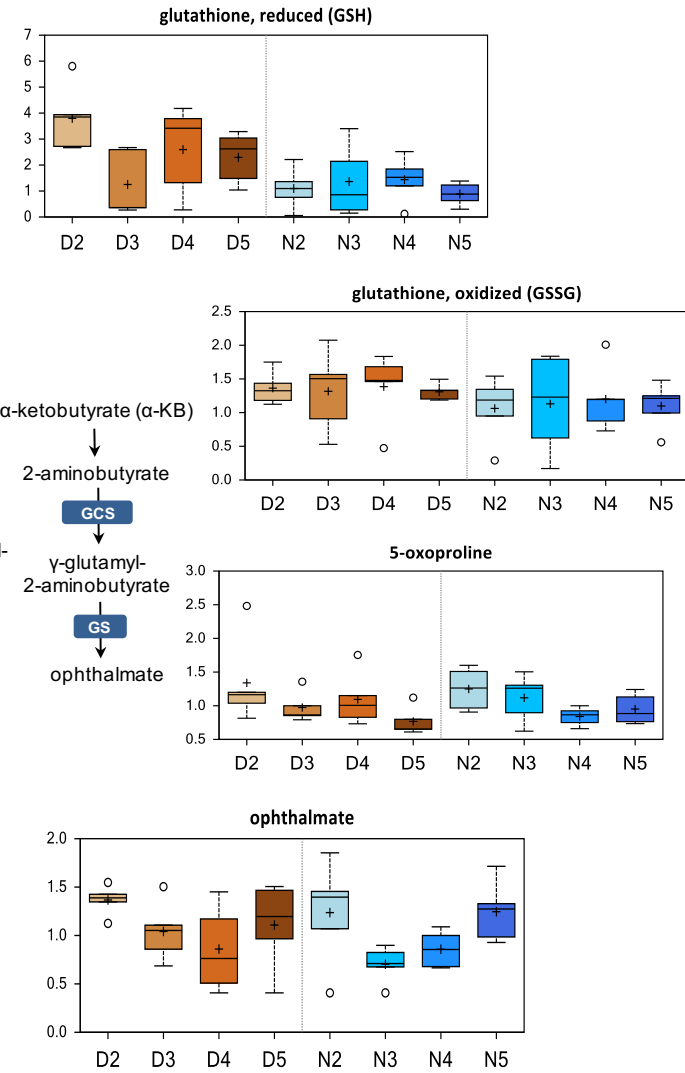 glutathione, reduced (GSH)
7
6
5
4
3
2
1
0
D2 D3 D4 D5 N2 N3 N4 N5
glutathione, oxidized (GSSG)
2.5
2.0
1.5
1.0
0.5
0.0
D2 D3 D4 D5 N2 N3 N4 N5
α-ketobutyrate (α-KB)
2-aminobutyrate
GCS
l-
γ-glutamyl-
2-aminobutyrate
GS
ophthalmate
5-oxoproline
3.0
2.5
2.0
1.5
1.0
0.5
D2 D3 D4 D5 N2 N3 N4 N5
ophthalmate
2.0
1.5
1.0
0.5
0.0
D2 D3 D4 D5 N2 N3 N4 N5